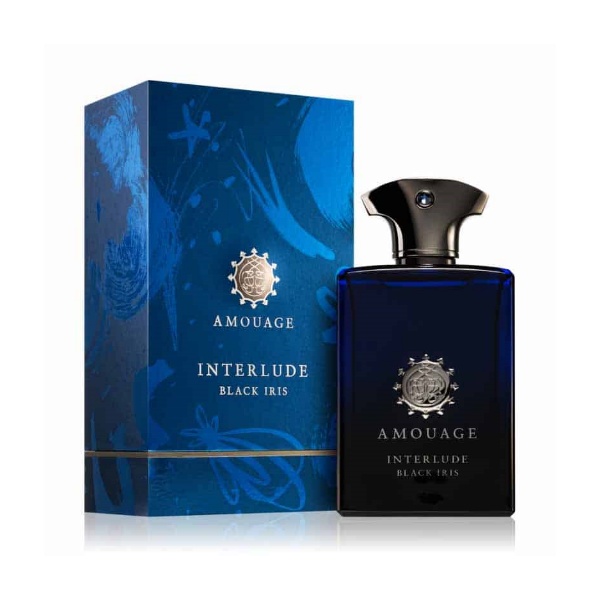 AMOUAGE
INTERLUDE
BLACK IRIS
AMOUAGE
INTERLUDE
BLACK IRIS